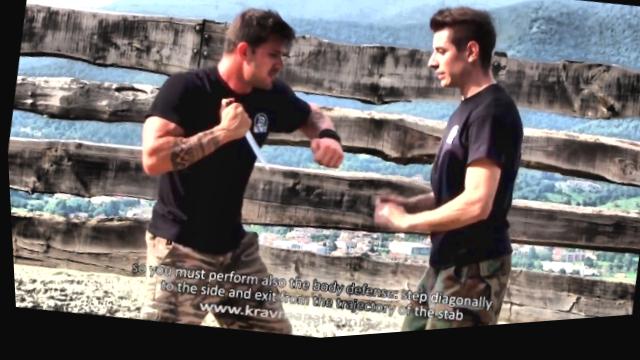 So you must perform also the body defense. Step diagonally
to the side and exit from the trajectory of the stab